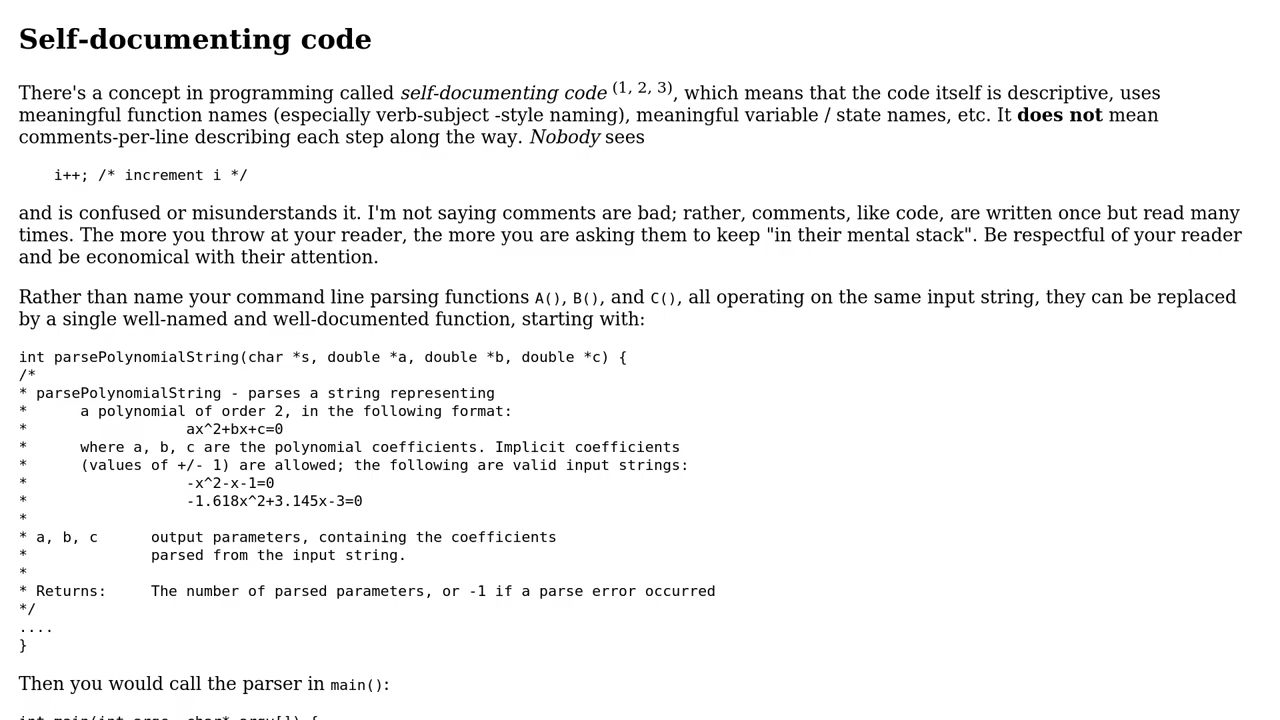 Self-documenting code
There's a concept in programming called self-documenting code (1, 2, 3), which means that the code itself is descriptive, uses
meaningful function names (especially verb-subject -style naming), meaningful variable / state names, etc. It does not mean
comments-per-line describing each step along the way. Nobody sees
i++; /* increment i */
and is confused or misunderstands it. I'm not saying comments are bad; rather, comments, like code, are written once but read many
times. The more you throw at your reader, the more you are asking them to keep "in their mental stack". Be respectful of your reader
and be economical with their attention.
Rather than name your command line parsing functions A(), B(), and C(), all operating on the same input string, they can be replaced
by a single well-named and well-documented function, starting with:
int parsePolynomialString(char *s, double *a, double *b, double *c) {
/*
* parsePolynomialString - parses a string representing
*      a polynomial of order 2, in the following format:
*                  ax^2+bx+c=0
*      where a, b, c are the polynomial coefficients. Implicit coefficients
*      (values of +/- 1) are allowed; the following are valid input strings:
*                  -x^2-x-1=0
*                  -1.618x^2+3.145x-3=0
*
* a, b, c      output parameters, containing the coefficients
*              parsed from the input string.
*
* Returns:     The number of parsed parameters, or -1 if a parse error occurred
*/
....
}
Then you would call the parser in main():
int main(int argc, char* argv[]) {